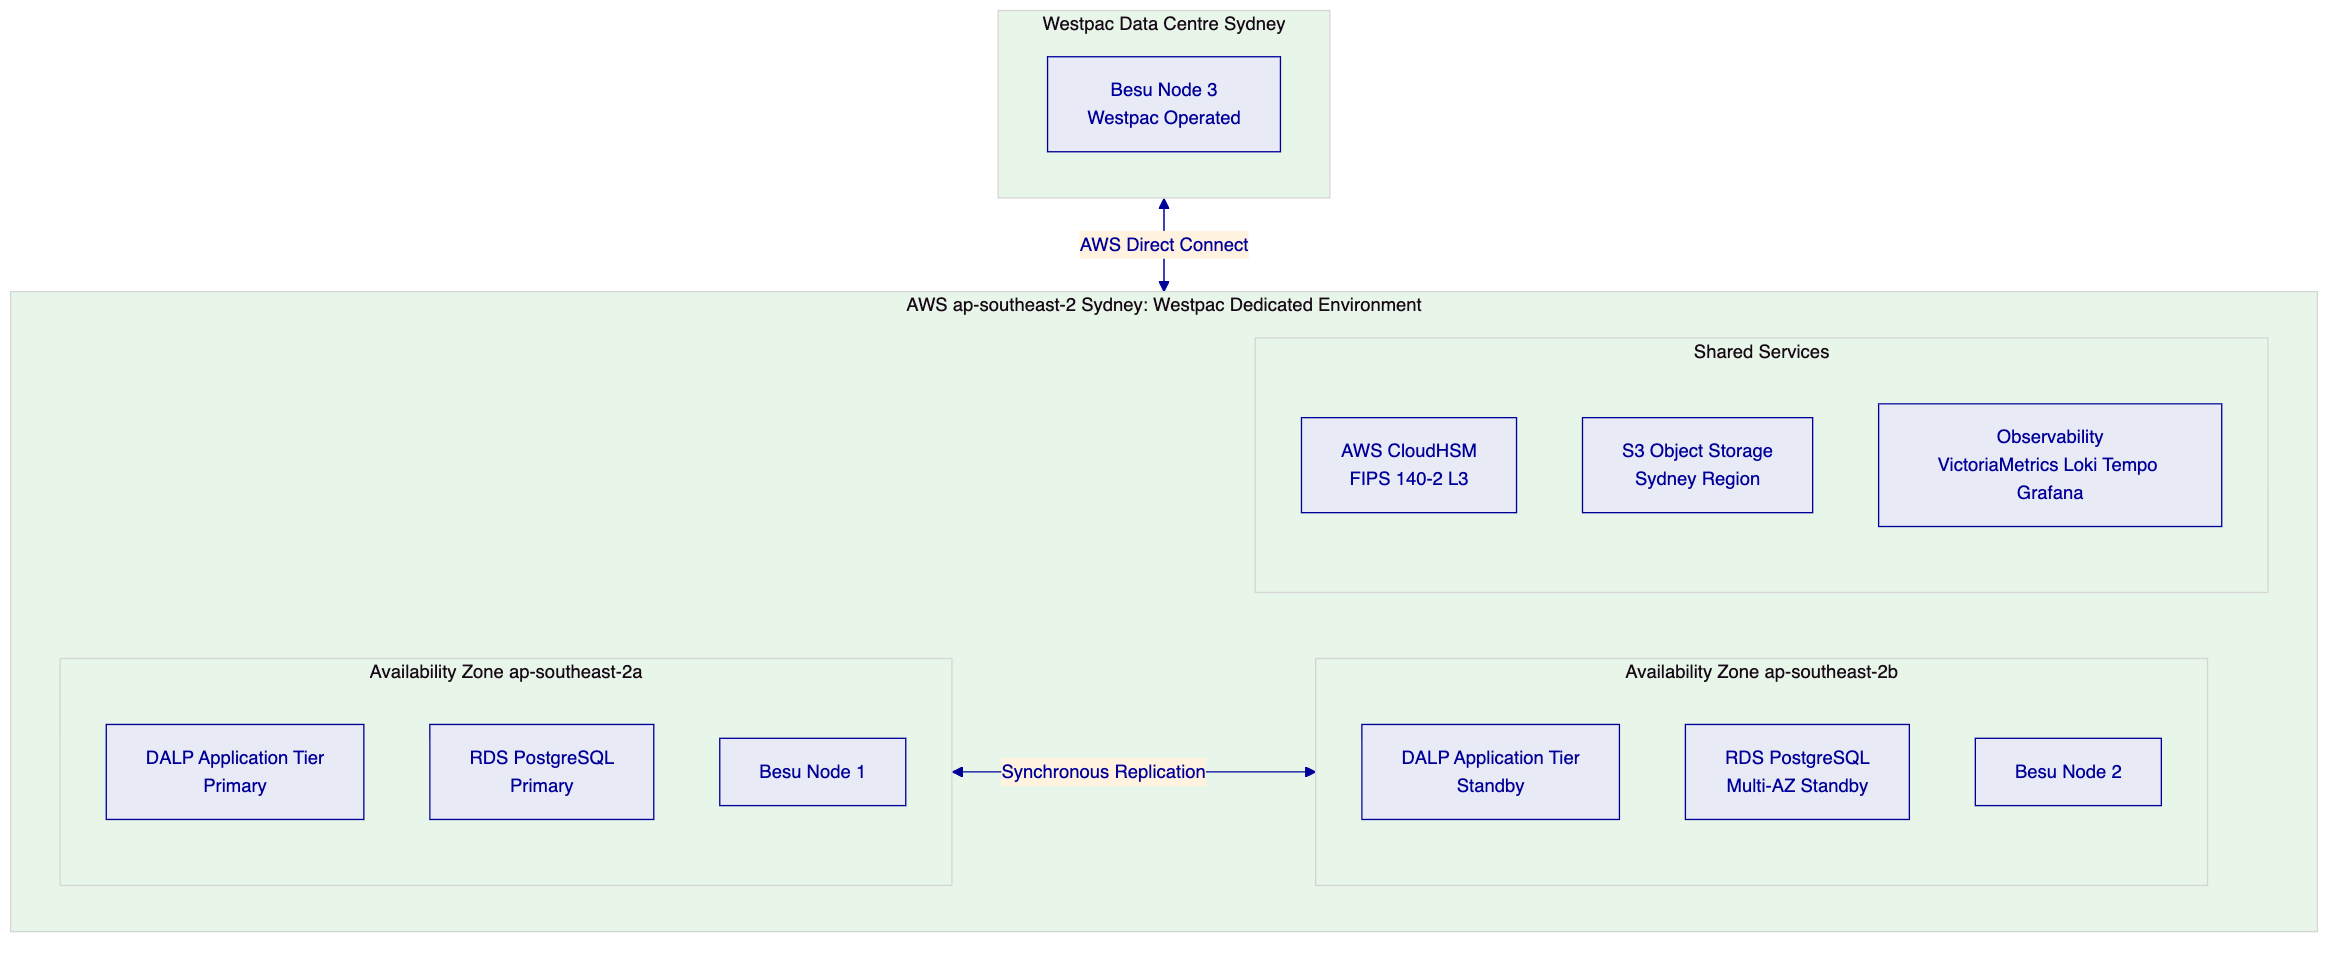 Westpac Data Centre Sydney
Besu Node 3
Westpac Operated
AWS Direct Connect
AWS ap-southeast-2 Sydney: Westpac Dedicated Environment
Shared Services
AWS CloudHSM
FIPS 140-2 L3
S3 Object Storage
Sydney Region
Observability
VictoriaMetrics Loki Tempo
Grafana
Availability Zone ap-southeast-2a
DALP Application Tier
Primary
RDS PostgreSQL
Primary
Besu Node 1
Synchronous Replication
Availability Zone ap-southeast-2b
DALP Application Tier
Standby
RDS PostgreSQL
Multi-AZ Standby
Besu Node 2